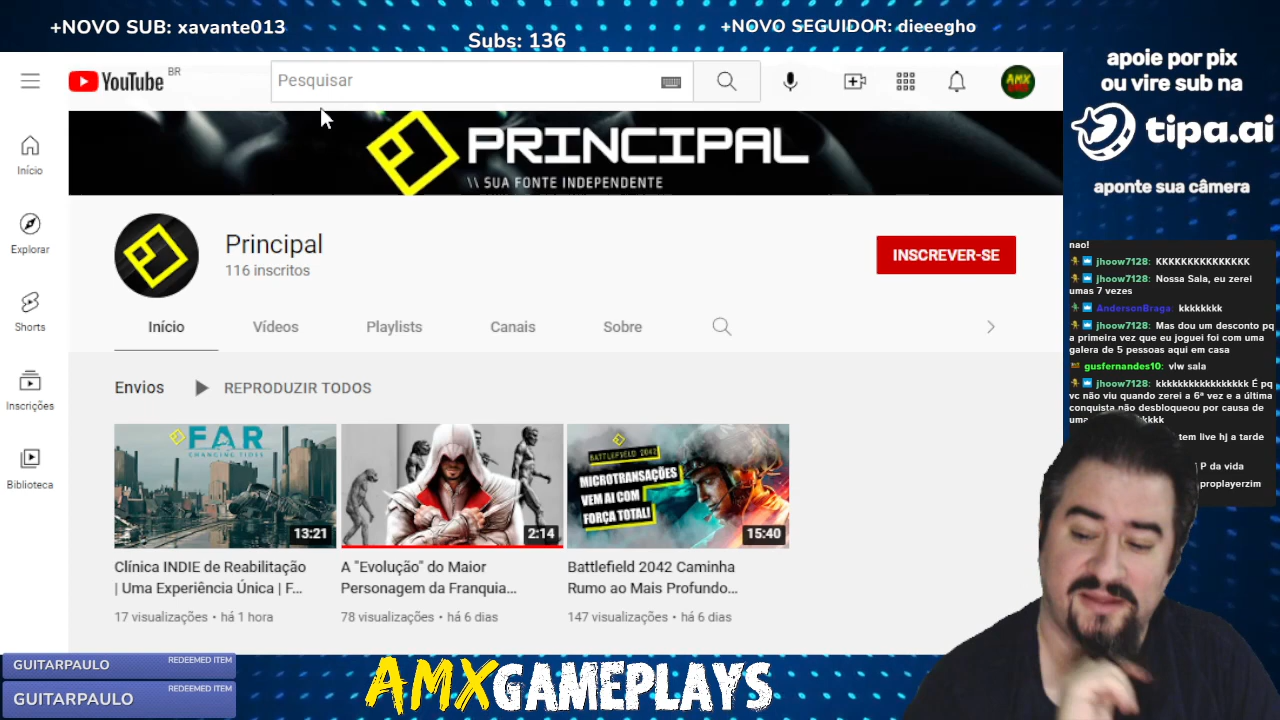 +NOVO SUB: xavante013
Subs: 136
+NOVO SEGUIDOR: dieeegho
YouTube BR
Pesquisar
AMX
PRINCIPAL
\\ SUA FONTE INDEPENDENTE
Início
Explorar
Shorts
Inscrições
Biblioteca
Principal
116 inscritos
INSCREVER-SE
Início Vídeos Playlists Canais Sobre
Envios REPRODUZIR TODOS
FAR
CHANGING TIDES
13:21
2:14
BATTLEFIELD 2042
MICROTRANSAÇÕES
VEM AI COM
FORÇA TOTAL!
15:40
Clínica INDIE de Reabilitação
| Uma Experiência Única | F...
17 visualizações • há 1 hora
A "Evolução" do Maior
Personagem da Franquia...
78 visualizações • há 6 dias
Battlefield 2042 Caminha
Rumo ao Mais Profundo...
147 visualizações • há 6 dias
apoie por pix
ou vire sub na
tipa.ai
aponte sua câmera
nao!
jhoow7128: KKKKKKKKKKKKKKK
jhoow7128: Nossa Sala, eu zerei
umas 7 vezes
AndersonBraga: kkkkkkkk
jhoow7128: Mas dou um desconto pq
a primeira vez que eu joguei foi com uma
galera de 5 pessoas aqui em casa
gusfernandes10: vlw sala
jhoow7128: kkkkkkkkkkkkkkkkk É pq
vc não viu quando zerei a 6ª vez e a última
conquista não desbloqueou por causa de
uma
tem live hj a tarde
P da vida
proplayerzim
GUITARPAULO REDEEMED ITEM
GUITARPAULO REDEEMED ITEM
AMXGAMEPLAYS